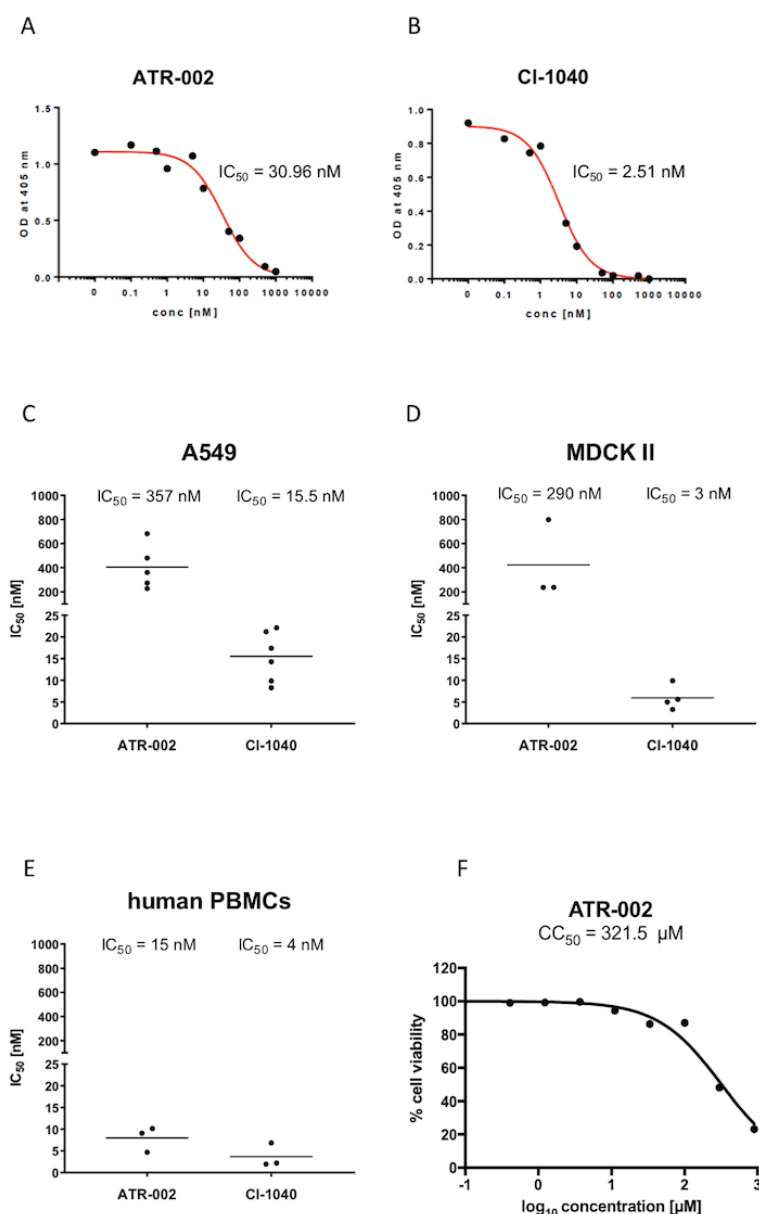 A
ATR-002
1.5
1.0
0.5
0.0
OD at 405 nm
IC50 = 30.96 nM
0 0.1 1 10 100 1000 10000
conc [nM]
B
CI-1040
1.0
0.8
0.6
0.4
0.2
0.0
OD at 405 nm
IC50 = 2.51 nM
0 0.1 1 10 100 1000 10000
conc [nM]
C
A549
IC50 = 357 nM IC50 = 15.5 nM
1000
800
600
400
200
25
20
15
10
5
0
IC50 [nM]
ATR-002 CI-1040
D
MDCK II
IC50 = 290 nM IC50 = 3 nM
1000
800
600
400
200
25
20
15
10
5
0
IC50 [nM]
ATR-002 CI-1040
E
human PBMCs
IC50 = 15 nM IC50 = 4 nM
1000
800
600
400
200
25
20
15
10
5
0
IC50 [nM]
ATR-002 CI-1040
F
ATR-002
CC50 = 321.5 µM
120
100
80
60
40
20
0
% cell viability
-1 0 1 2 3
log10 concentration [µM]